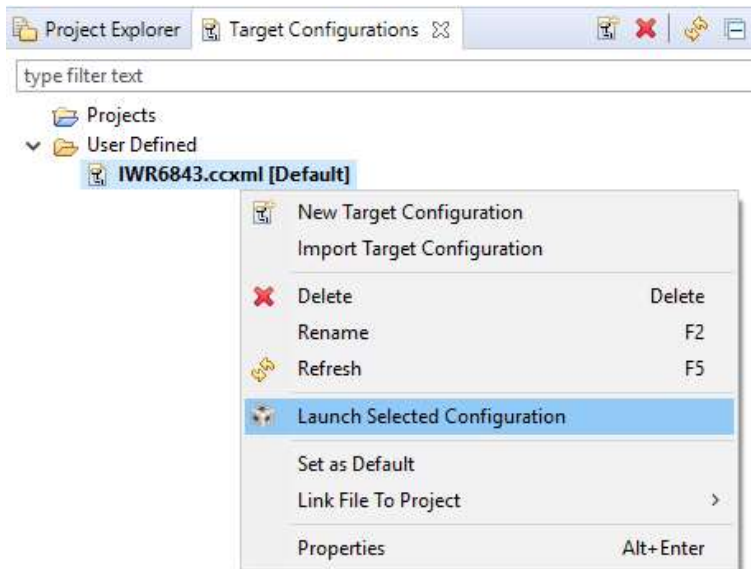 Project Explorer Target Configurations
type filter text
Projects
User Defined
IWR6843.ccxml [Default]
New Target Configuration
Import Target Configuration
Delete Delete
Rename F2
Refresh F5
Launch Selected Configuration
Set as Default
Link File To Project >
Properties Alt+Enter